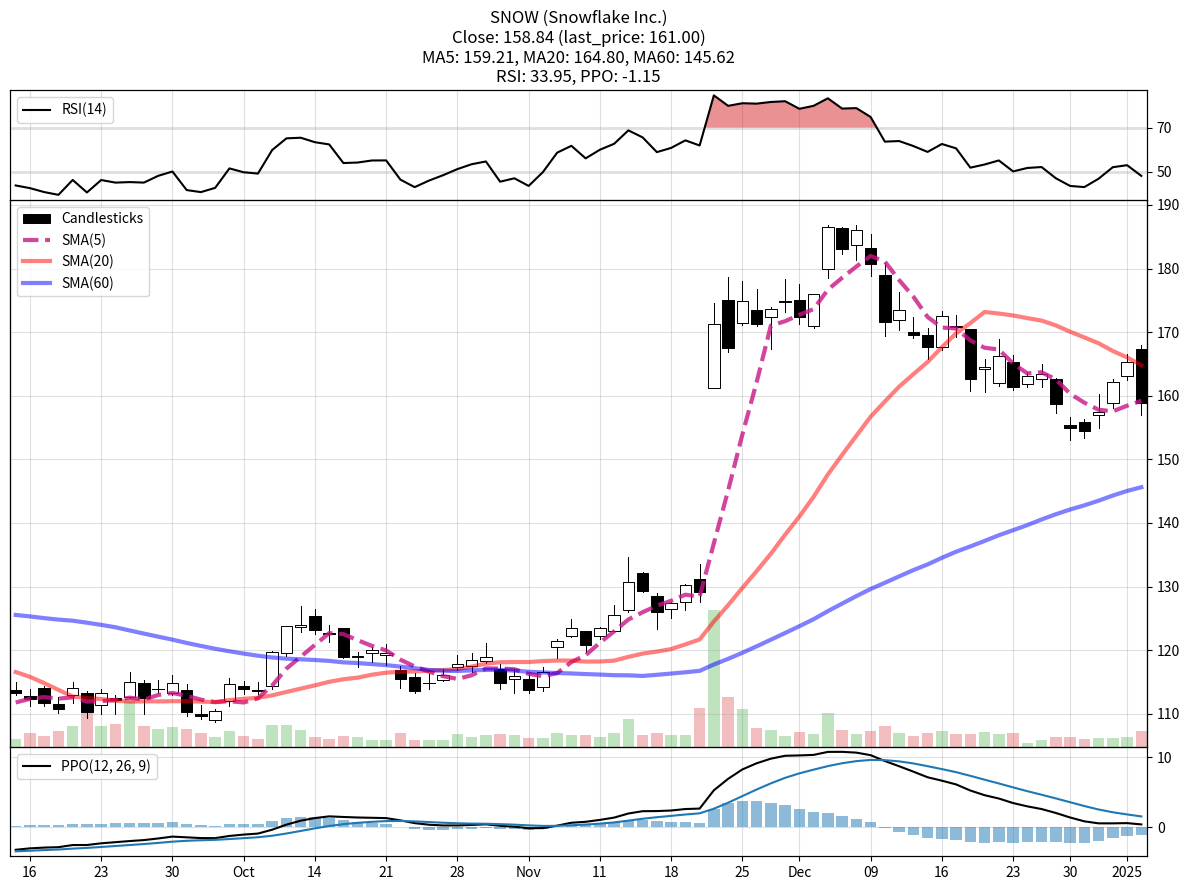 SNOW (Snowflake Inc.)
Close: 158.84 (last_price: 161.00)
MA5: 159.21, MA20: 164.80, MA60: 145.62
RSI: 33.95, PPO: -1.15
RSI(14)
70
50
Candlesticks
SMA(5)
SMA(20)
SMA(60)
190
180
170
160
150
140
130
120
110
PPO(12, 26, 9)
10
0
16 23 30 Oct 14 21 28 Nov 11 18 25 Dec 09 16 23 30 2025